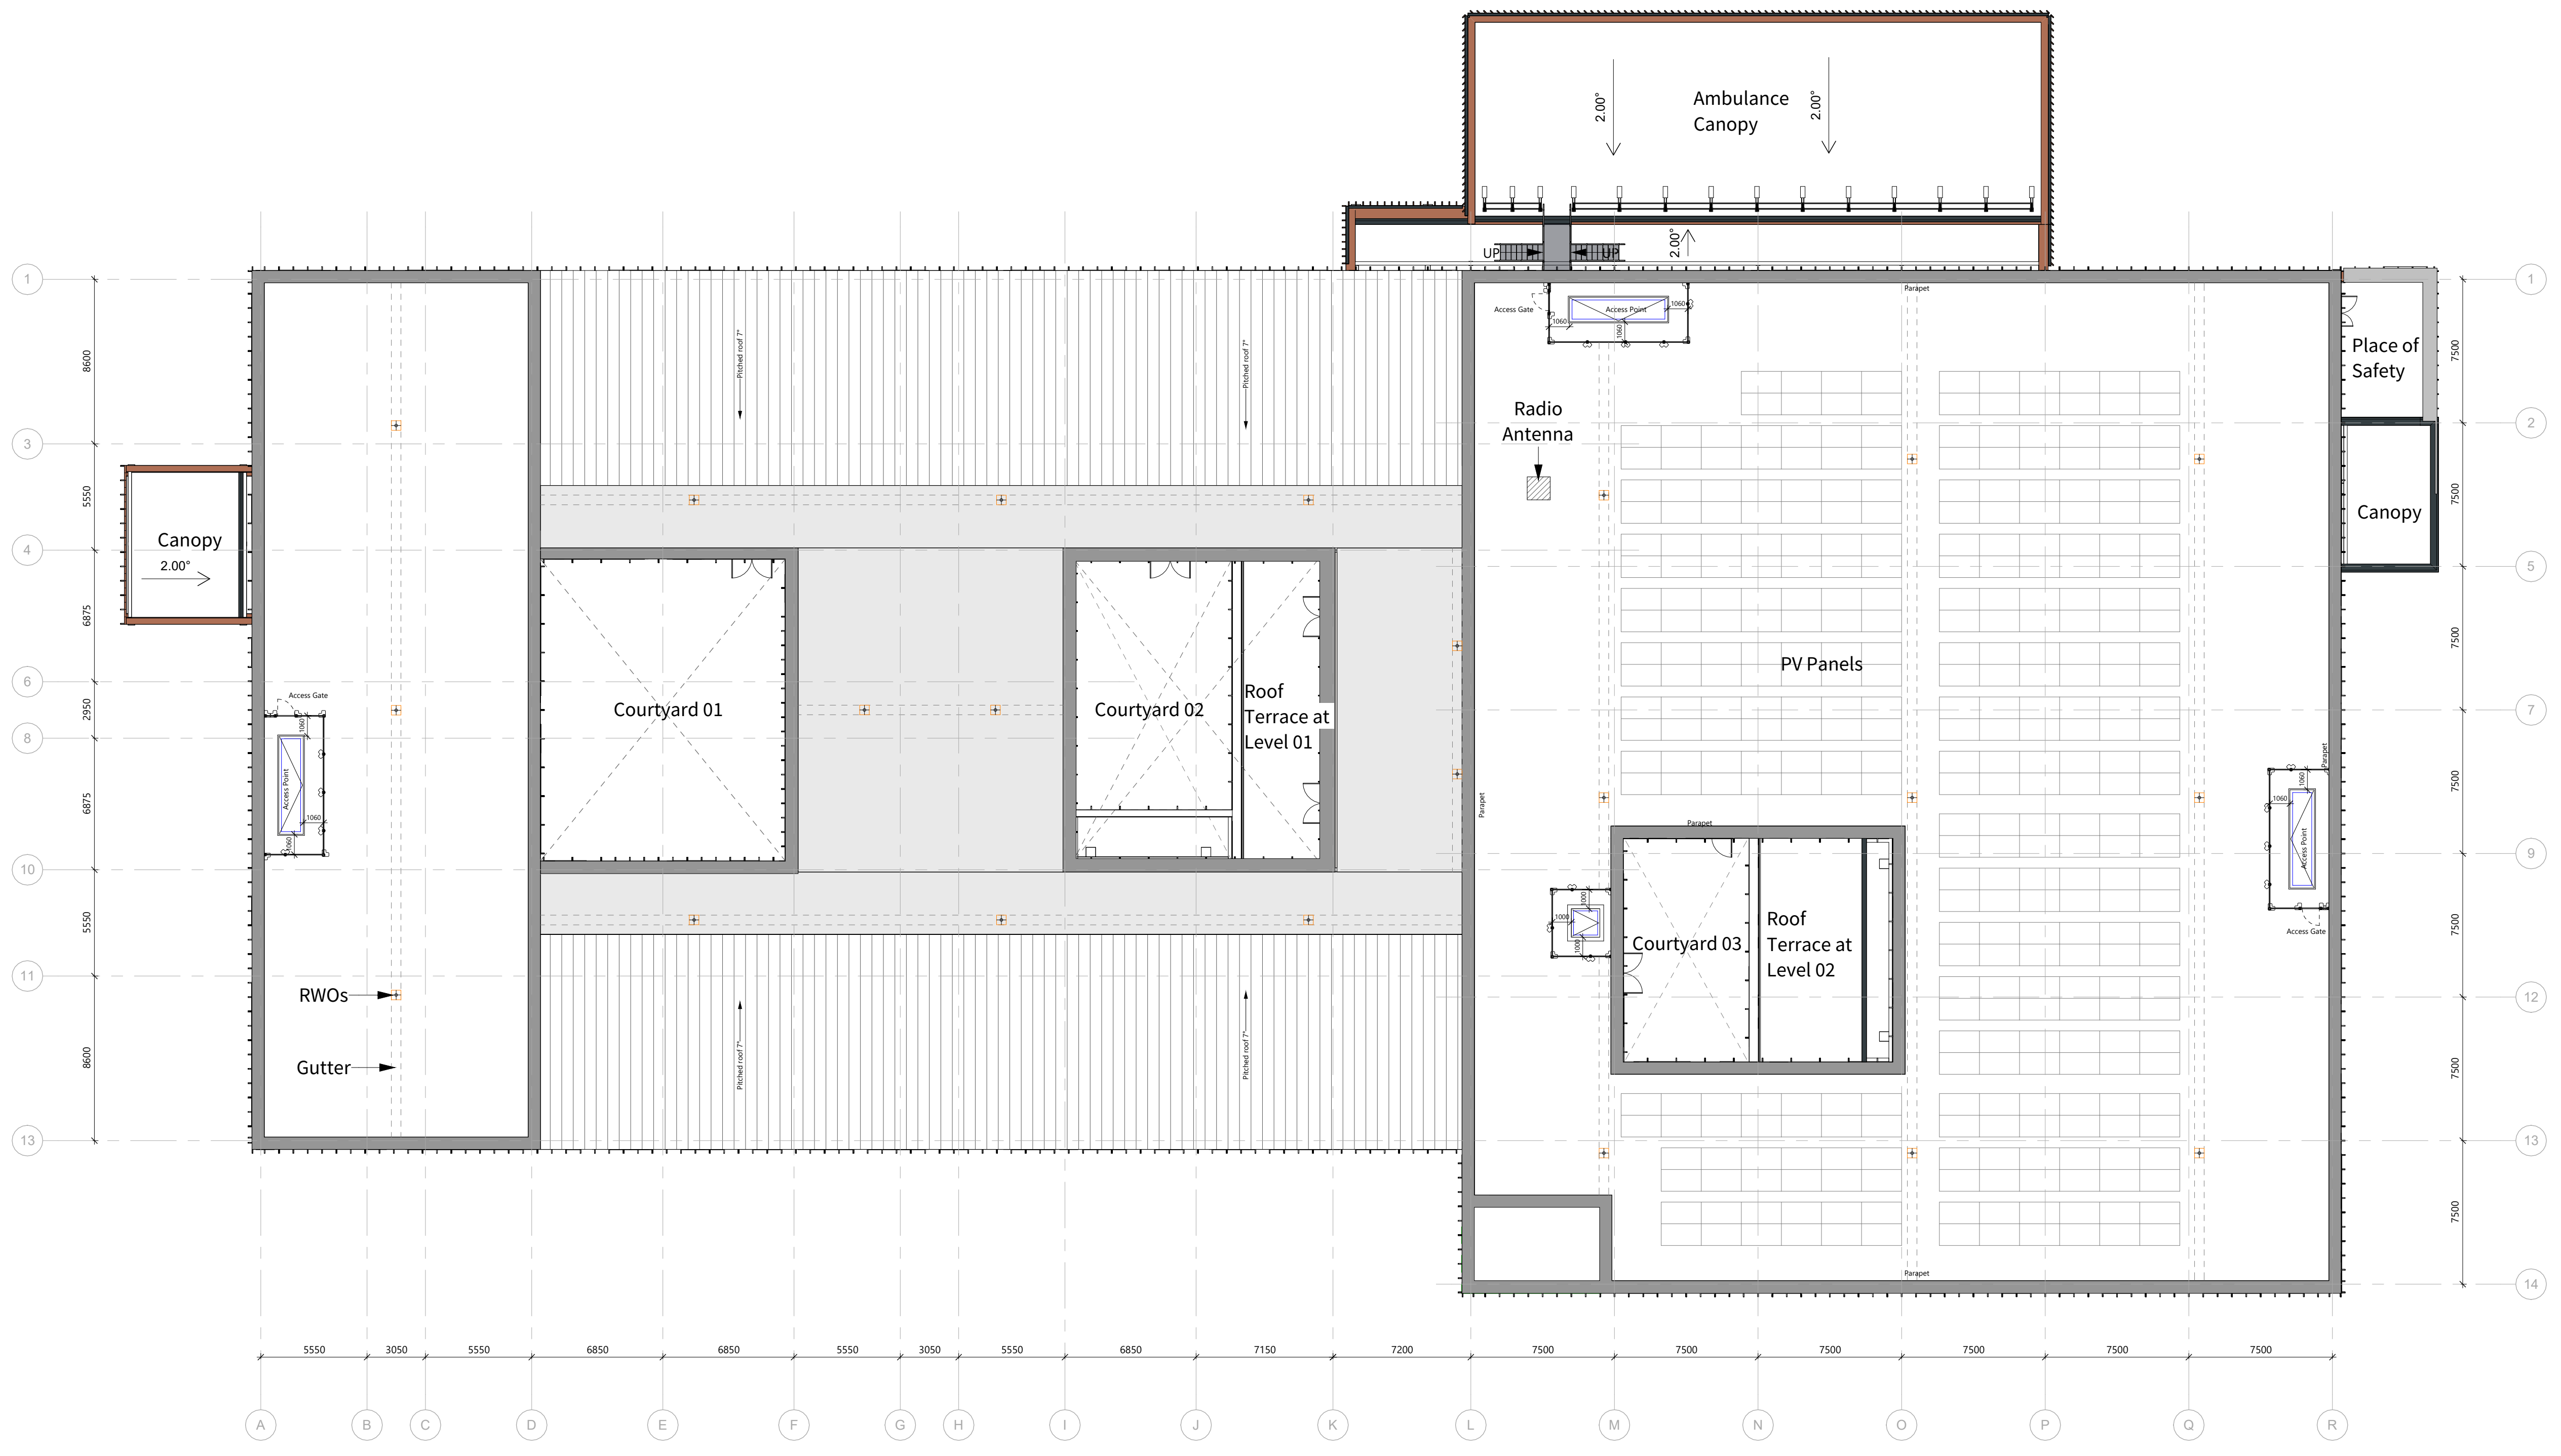 Ambulance
Canopy
2.00°
2.00°
2.00°
UP
UP
1
1
Parapet
Access Gate
Access Point
1060
1060
1060
Place of
Safety
8600
7500
Pitched roof 7°
Pitched roof 7°
Radio
Antenna
3
2
5550
7500
Canopy
2.00°
Canopy
4
5
6875
7500
PV Panels
6
Access Gate
2950
1060
Courtyard 01
Courtyard 02
Roof
Terrace at
Level 01
7
8
Access Point
1060
1060
6875
Parapet
Parapet
Parapet
7500
1060
1060
Access Point
Access Gate
10
9
5550
7500
1000
1000
1000
Courtyard 03
Roof
Terrace at
Level 02
11
12
RWOs
Gutter
8600
Pitched roof 7°
Pitched roof 7°
7500
13
13
7500
Parapet
14
5550 3050 5550 6850 6850 5550 3050 5550 6850 7150 7200 7500 7500 7500 7500 7500 7500
A B C D E F G H I J K L M N O P Q R